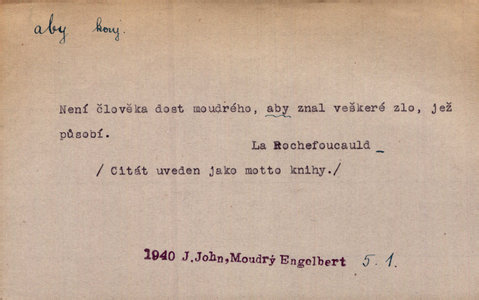 aby konj.
Není člověka dost moudrého, aby znal veškeré zlo, jež
působí.
La Rochefoucauld
/ Citát uveden jako motto knihy./
1940 J.John, Moudrý Engelbert 5. 1.